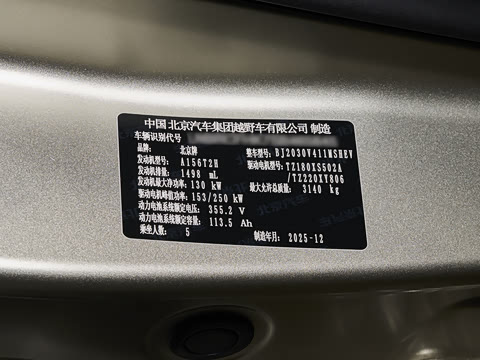 中国 北京汽车集团越野车有限公司 制造
车辆识别代号
品牌: 北京牌 整车型号: BJ2030V411MSHEV
发动机型号: A156T2H 驱动电机型号: TZ180XS502A
发动机排量: 1498 mL /TZ220XY806
发动机最大净功率: 130 kW 最大允许总质量: 3140 kg
驱动电机峰值功率: 153/250 kW
动力电池系统额定电压: 355.2 V
动力电池系统额定容量: 113.5 Ah
乘坐人数: 5 制造年月: 2025-12